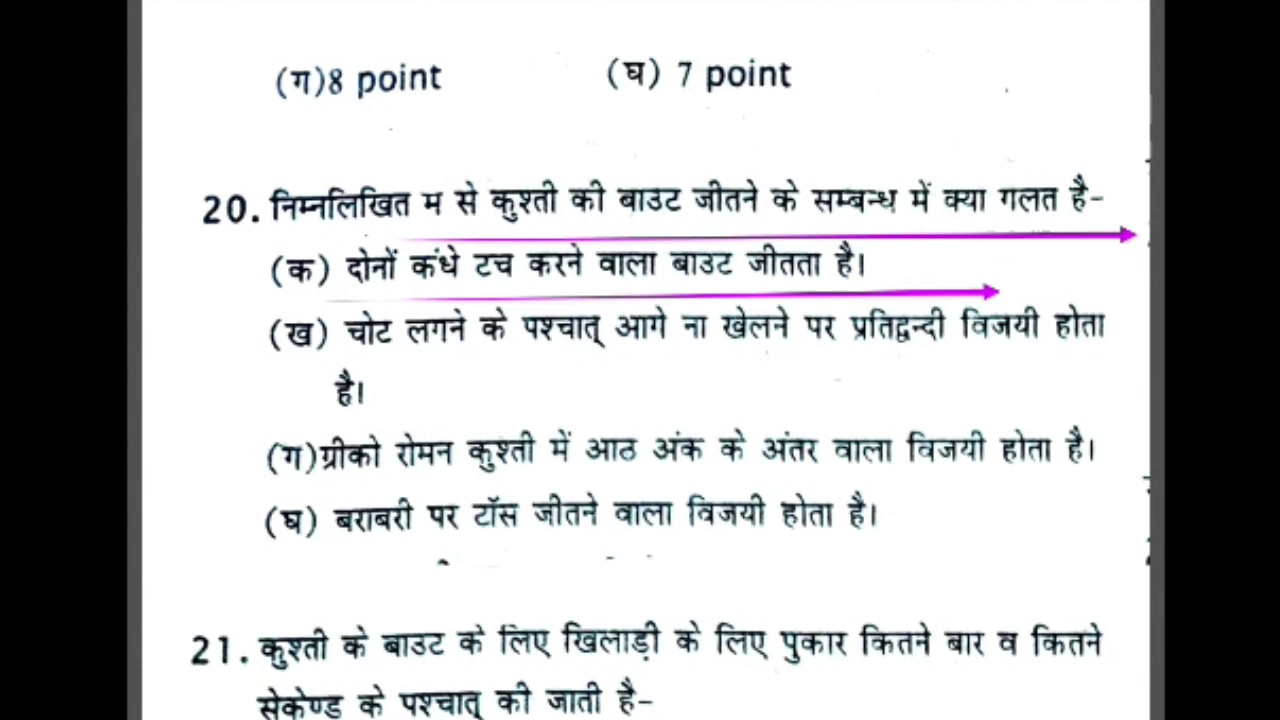 (ग)8 point (घ) 7 point
20. निम्नलिखित म से कुश्ती की बाउट जीतने के सम्बन्ध में क्या गलत है-
(क) दोनों कंधे टच करने वाला बाउट जीतता है।
(ख) चोट लगने के पश्चात् आगे ना खेलने पर प्रतिद्वन्दी विजयी होता
है।
(ग)ग्रीको रोमन कुश्ती में आठ अंक के अंतर वाला विजयी होता है।
(घ) बराबरी पर टॉस जीतने वाला विजयी होता है।
21. कुश्ती के बाउट के लिए खिलाड़ी के लिए पुकार कितने बार व कितने
सेकेण्ड के पश्चात् की जाती है-